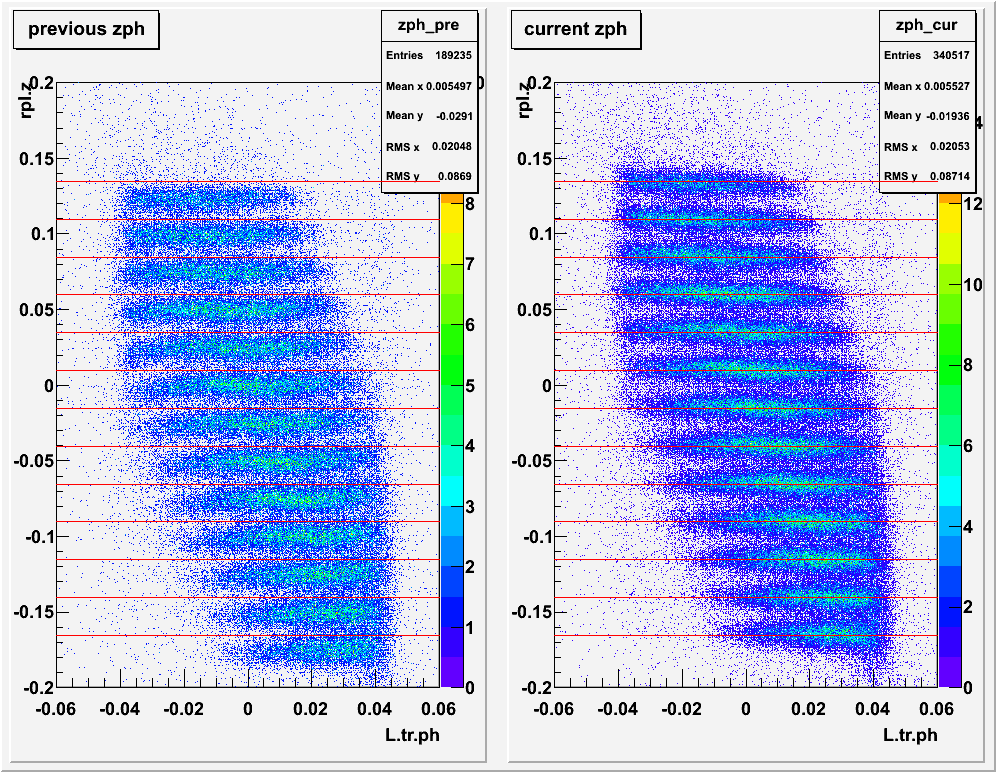 previous zph
zph_pre
Entries 189235
Mean x 0.005497
Mean y -0.0291
RMS x 0.02048
RMS y 0.0869
rpl.z
0.2
0.15
0.1
0.05
0
-0.05
-0.1
-0.15
-0.2
-0.06 -0.04 -0.02 0 0.02 0.04 0.06
L.tr.ph
8
7
6
5
4
3
2
1
0
current zph
zph_cur
Entries 340517
Mean x 0.005527
Mean y -0.01936
RMS x 0.02053
RMS y 0.08714
rpl.z
0.2
0.15
0.1
0.05
0
-0.05
-0.1
-0.15
-0.2
-0.06 -0.04 -0.02 0 0.02 0.04 0.06
L.tr.ph
4
12
10
8
6
4
2
0